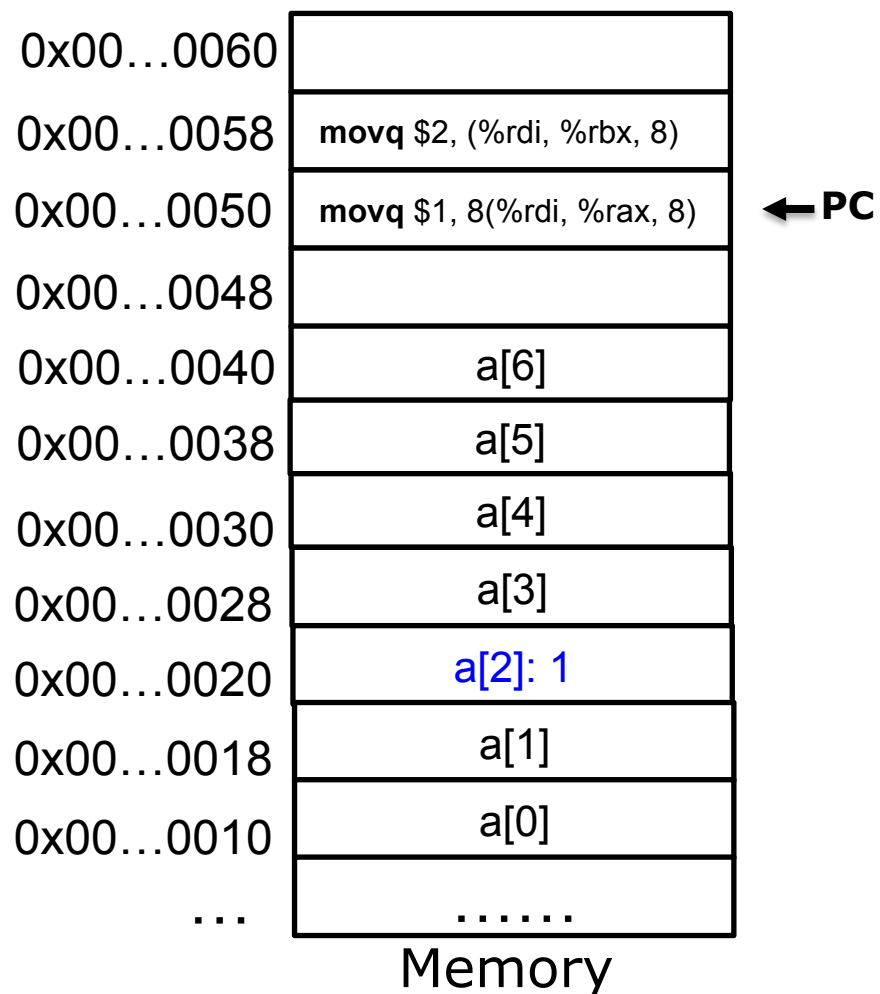 0x00…0060
0x00…0058 movq $2, (%rdi, %rbx, 8)
0x00…0050 movq $1, 8(%rdi, %rax, 8) PC
0x00…0048
0x00…0040 a[6]
0x00…0038 a[5]
0x00…0030 a[4]
0x00…0028 a[3]
0x00…0020 a[2]: 1
0x00…0018 a[1]
0x00…0010 a[0]
… ……
Memory